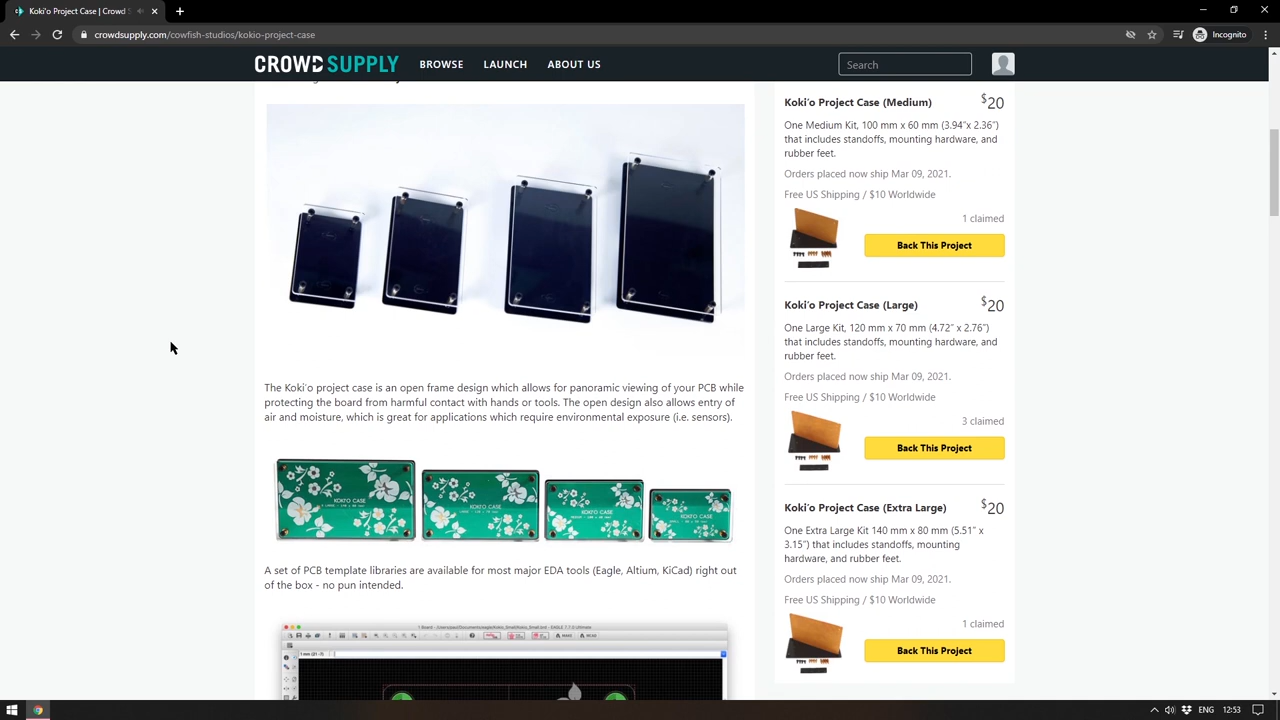 Koki'o Project Case | Crowd S
crowdsupply.com/cowfish-studios/kokio-project-case
Incognito
CROWD SUPPLY
BROWSE
LAUNCH
ABOUT US
Search
The Koki'o project case is an open frame design which allows for panoramic viewing of your PCB while
protecting the board from harmful contact with hands or tools. The open design also allows entry of
air and moisture, which is great for applications which require environmental exposure (i.e. sensors).
KOKI'O CASE
KOKI'O CASE
KOKI'O CASE
KOKI'O CASE
A set of PCB template libraries are available for most major EDA tools (Eagle, Altium, KiCad) right out
of the box - no pun intended.
Koki'o Project Case (Medium)
$20
One Medium Kit, 100 mm x 60 mm (3.94"x 2.36")
that includes standoffs, mounting hardware, and
rubber feet.
Orders placed now ship Mar 09, 2021.
Free US Shipping / $10 Worldwide
1 claimed
Back This Project
Koki'o Project Case (Large)
$20
One Large Kit, 120 mm x 70 mm (4.72" x 2.76")
that includes standoffs, mounting hardware, and
rubber feet.
Orders placed now ship Mar 09, 2021.
Free US Shipping / $10 Worldwide
3 claimed
Back This Project
Koki'o Project Case (Extra Large)
$20
One Extra Large Kit 140 mm x 80 mm (5.51" x
3.15") that includes standoffs, mounting
hardware, and rubber feet.
Orders placed now ship Mar 09, 2021.
Free US Shipping / $10 Worldwide
1 claimed
Back This Project
ENG
12:53